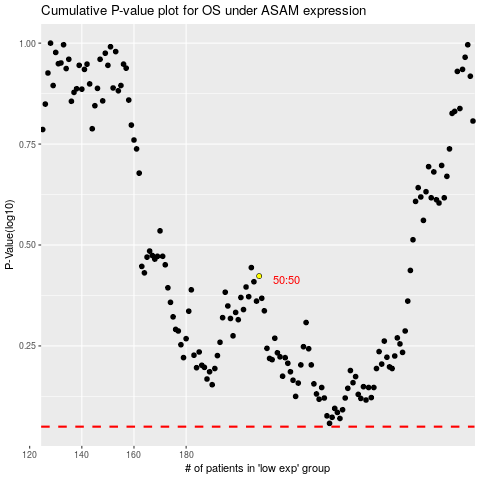 Cumulative P-value plot for OS under ASAM expression
P-Value(log10)
1.00
0.75
0.50
0.25
50:50
120 140 160 180
# of patients in 'low exp' group